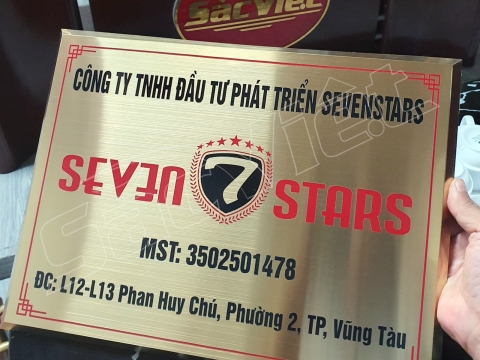 SắcViệt
CÔNG TY TNHH ĐẦU TƯ PHÁT TRIỂN SEVENSTARS
SEVEN 7 STARS
MST: 3502501478
ĐC: L12-L13 Phan Huy Chú, Phường 2, TP, Vũng Tàu